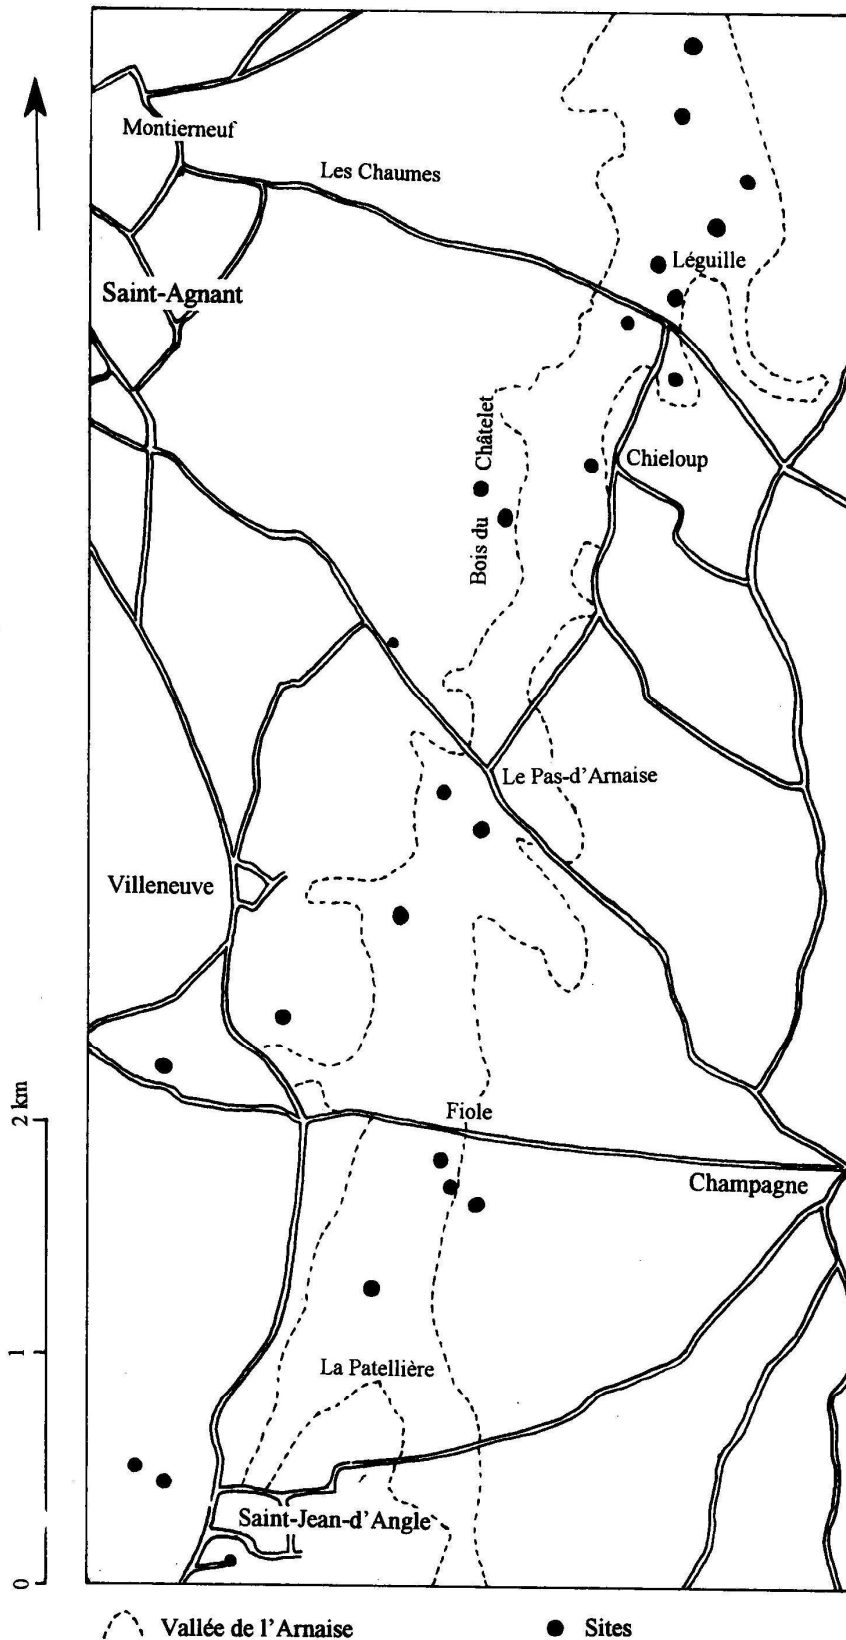 Montierneuf
Les Chaumes
Léguille
Saint-Agnant
Bois du Châtelet
Chieloup
Le Pas-d'Arnaise
Villeneuve
Fiole
Champagne
La Patellière
Saint-Jean-d'Angle
2 km
1
0
Vallée de l'Arnaise
Sites